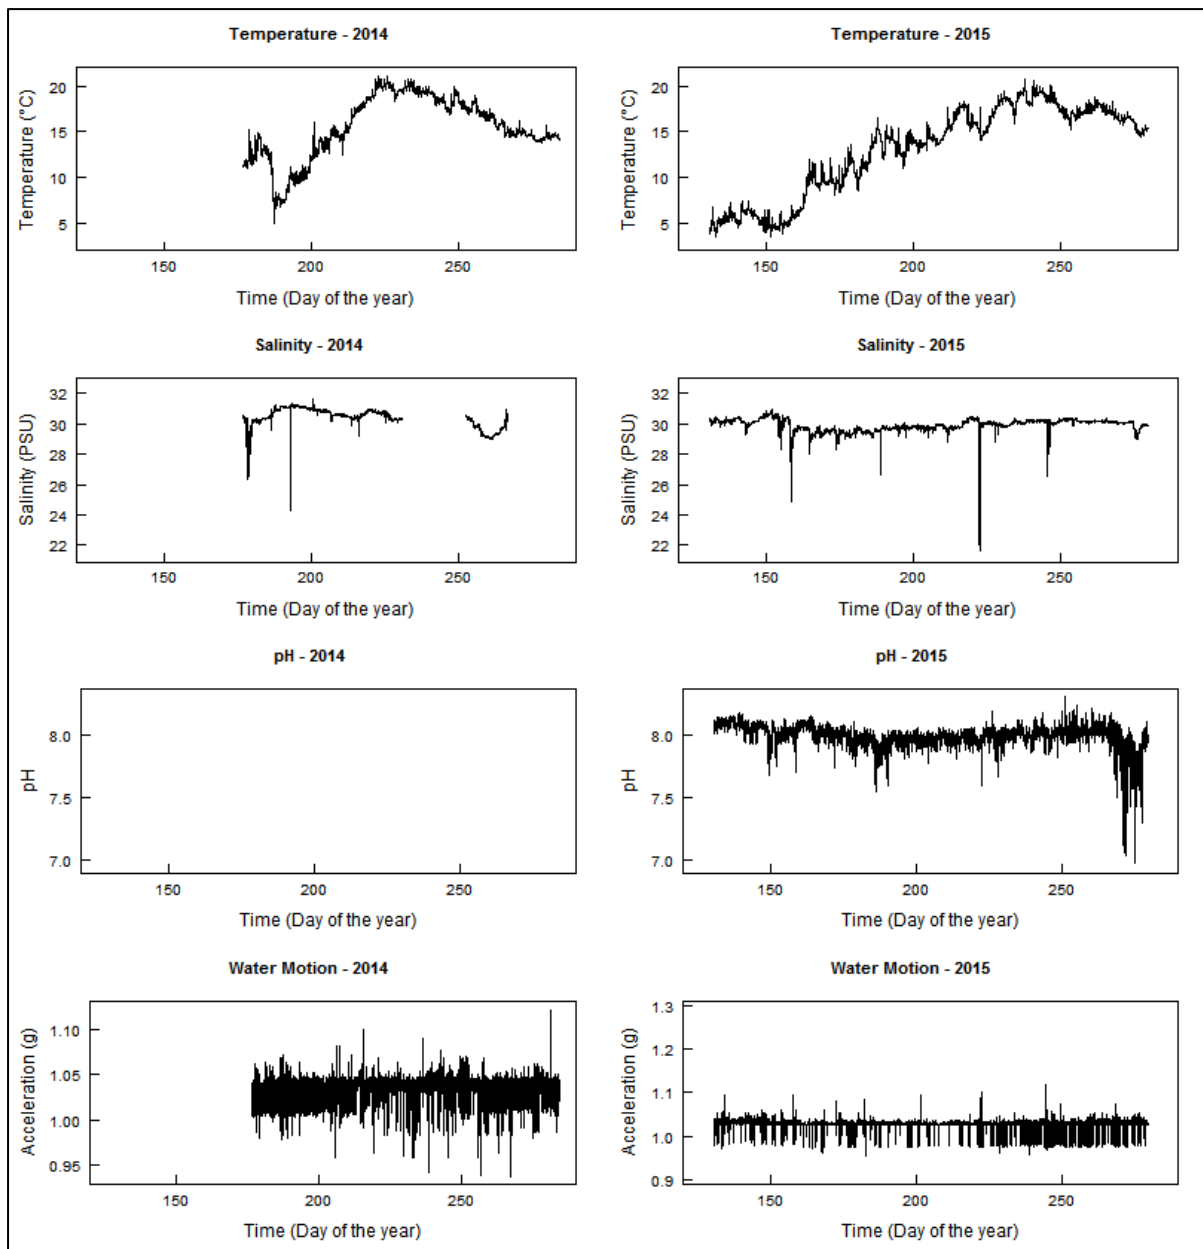 Temperature - 2014
Temperature (°C)
20
15
10
5
150 200 250
Time (Day of the year)
Temperature - 2015
Temperature (°C)
20
15
10
5
150 200 250
Time (Day of the year)
Salinity - 2014
Salinity (PSU)
32
30
28
26
24
22
150 200 250
Time (Day of the year)
Salinity - 2015
Salinity (PSU)
32
30
28
26
24
22
150 200 250
Time (Day of the year)
pH - 2014
pH
8.0
7.5
7.0
150 200 250
Time (Day of the year)
pH - 2015
pH
8.0
7.5
7.0
150 200 250
Time (Day of the year)
Water Motion - 2014
Acceleration (g)
1.10
1.05
1.00
0.95
150 200 250
Time (Day of the year)
Water Motion - 2015
Acceleration (g)
1.3
1.2
1.1
1.0
0.9
150 200 250
Time (Day of the year)